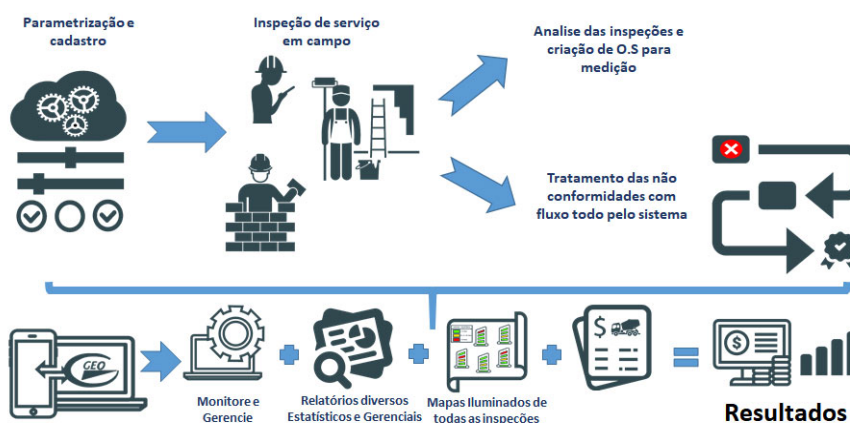 Parametrização e
cadastro
Inspeção de serviço
em campo
Analise das inspeções e
criação de O.S para
medição
Tratamento das não
conformidades com
fluxo todo pelo sistema
GEO
Monitore e
Gerencie
Relatórios diversos
Estatísticos e Gerenciais
Mapas Iluminados de
todas as inspeções
$
$
Resultados